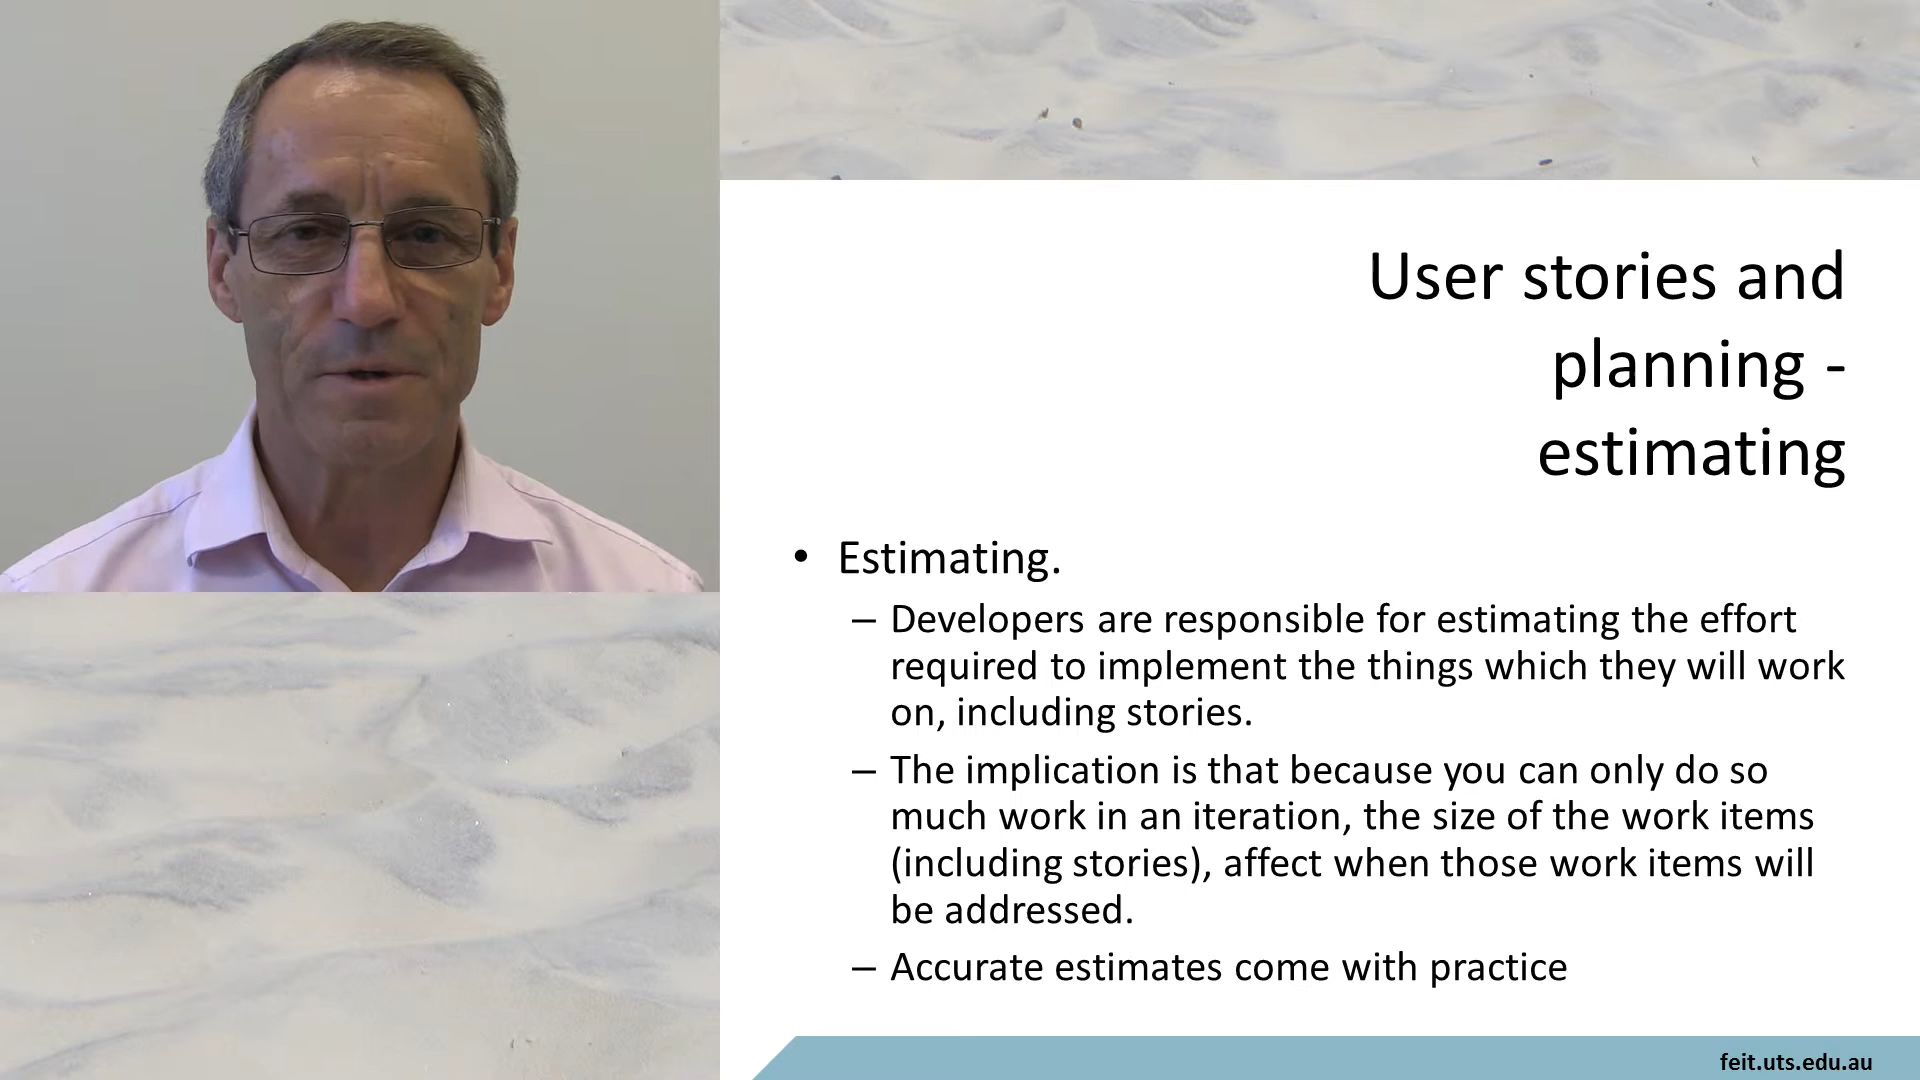 User stories and
planning -
estimating
• Estimating.
– Developers are responsible for estimating the effort
required to implement the things which they will work
on, including stories.
– The implication is that because you can only do so
much work in an iteration, the size of the work items
(including stories), affect when those work items will
be addressed.
– Accurate estimates come with practice
feit.uts.edu.au